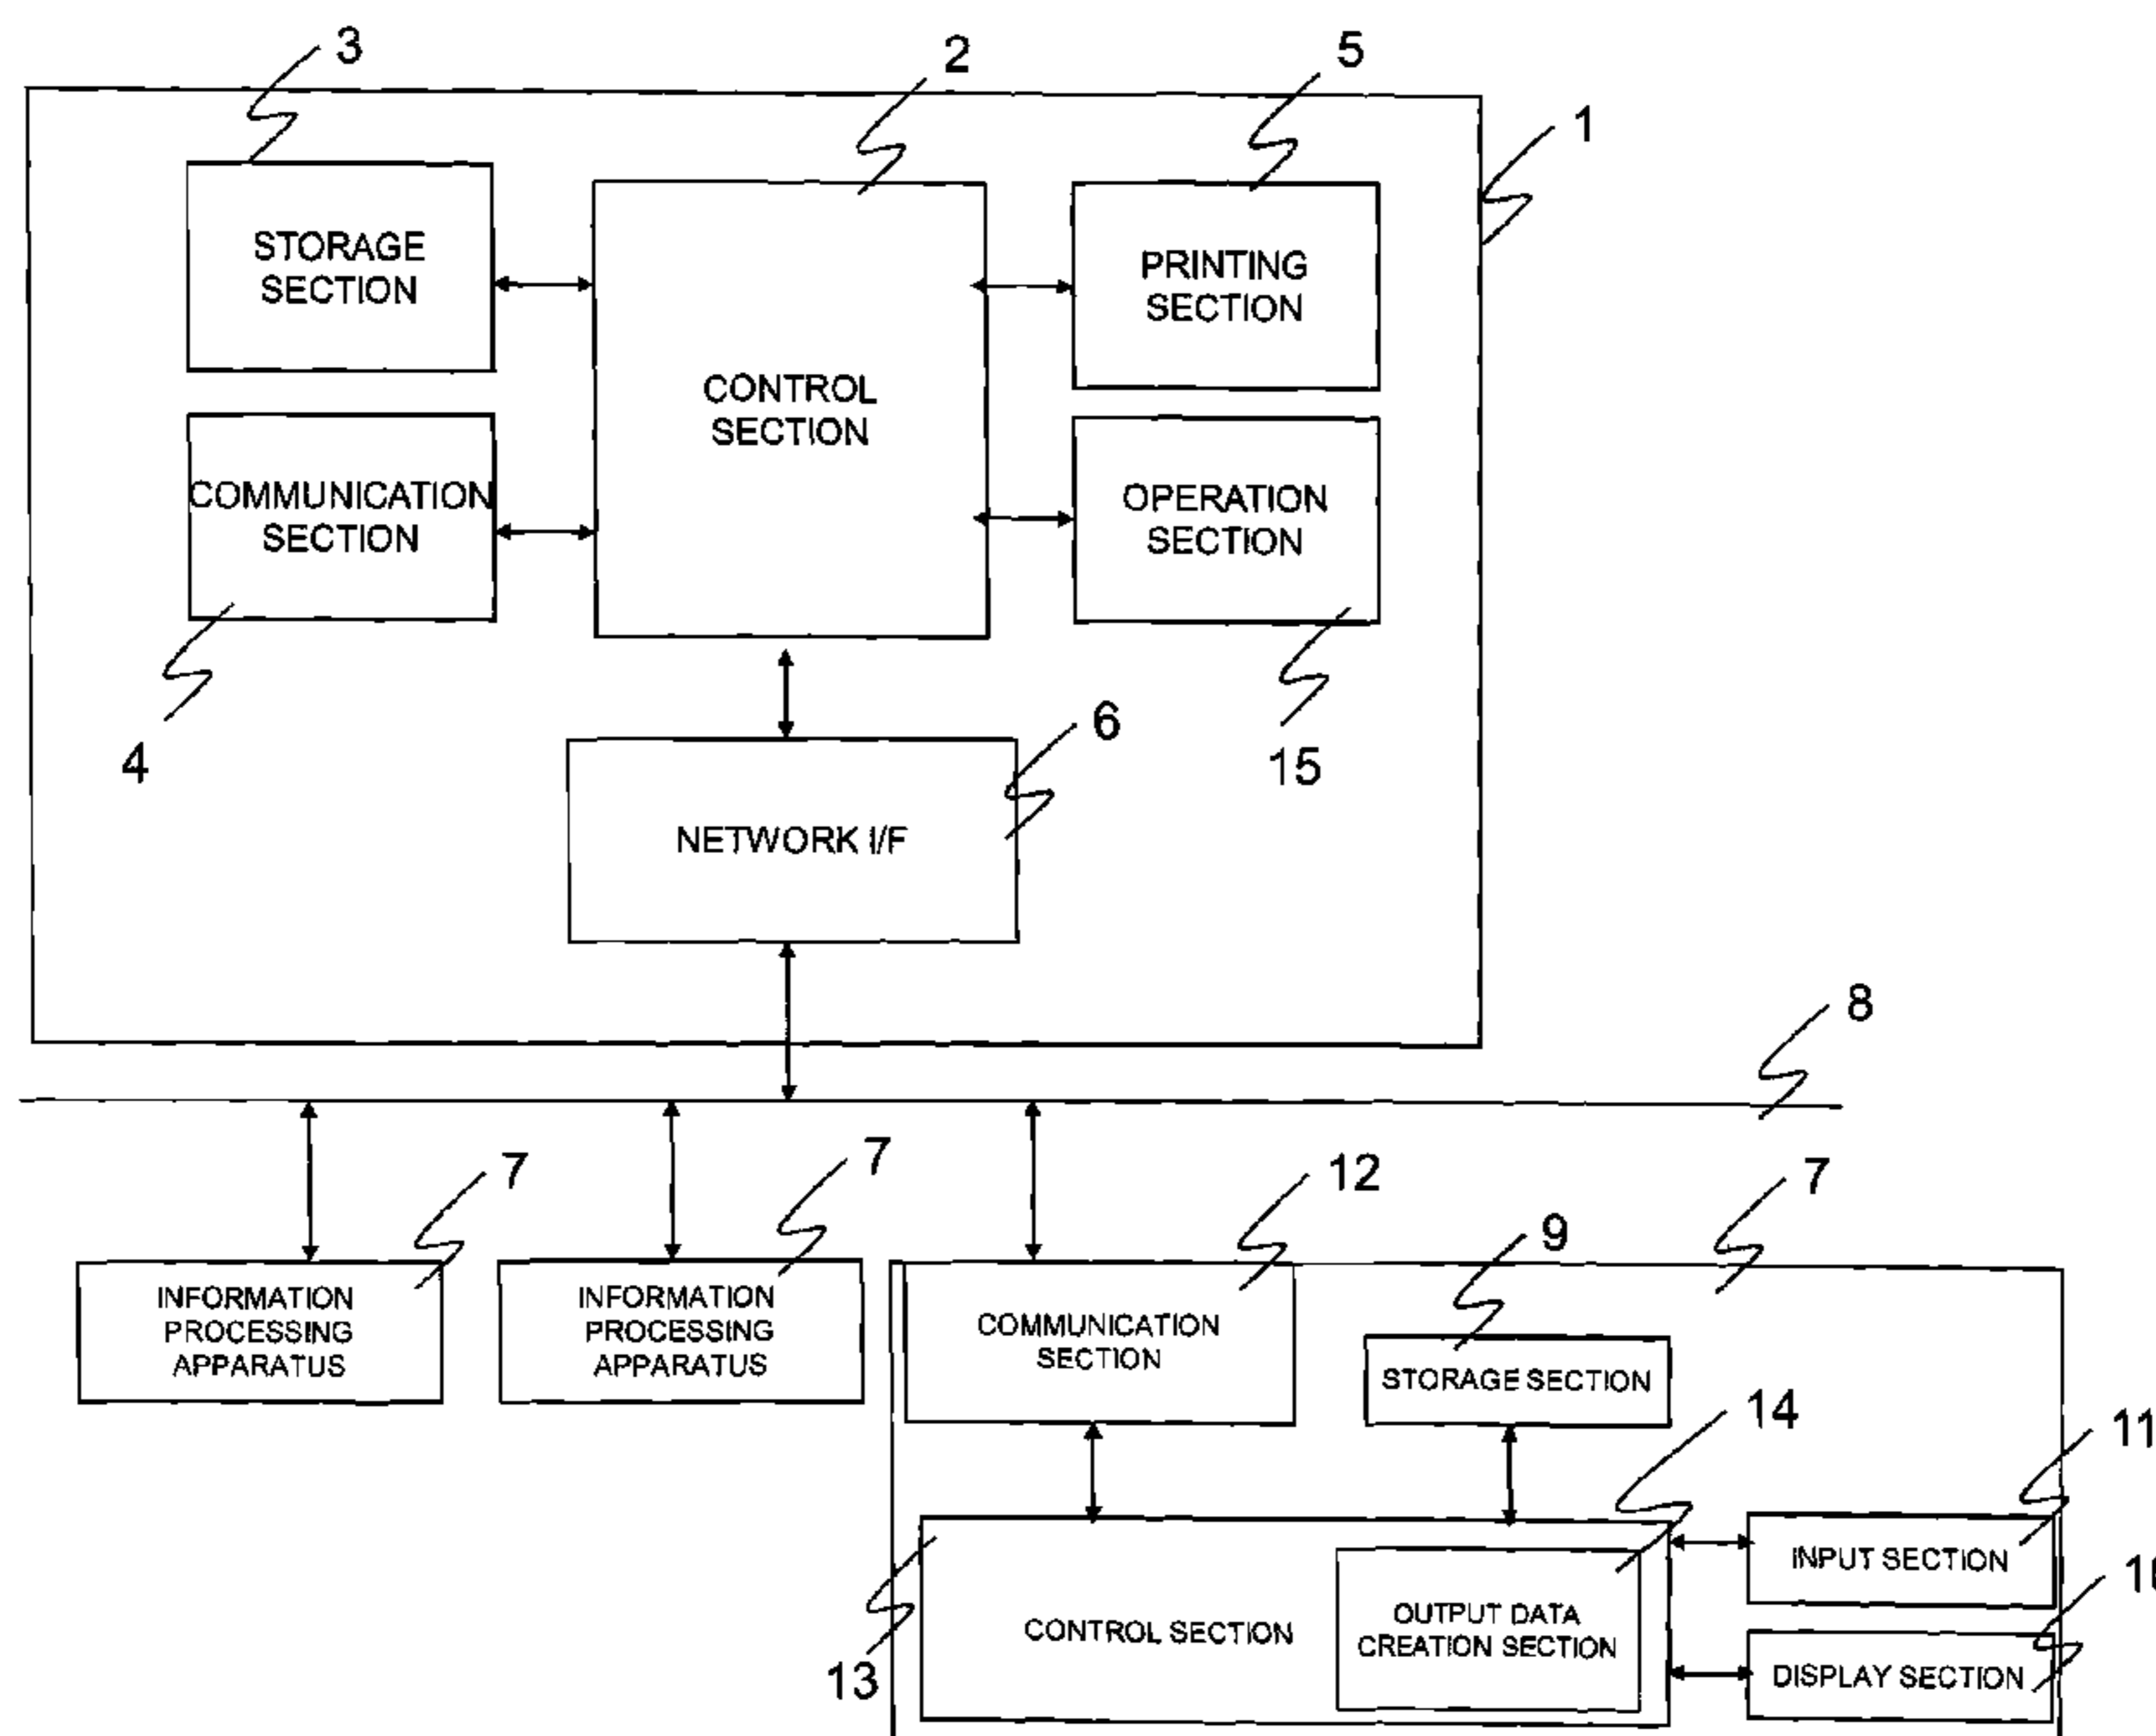 3
2
5
1
STORAGE
SECTION
PRINTING
SECTION
CONTROL
SECTION
COMMUNICATION
SECTION
OPERATION
SECTION
4
6
15
NETWORK I/F
8
7
7
12
7
9
INFORMATION
PROCESSING
APPARATUS
INFORMATION
PROCESSING
APPARATUS
COMMUNICATION
SECTION
STORAGE SECTION
14
11
INPUT SECTION
CONTROL SECTION
OUTPUT DATA
CREATION SECTION
13
DISPLAY SECTION